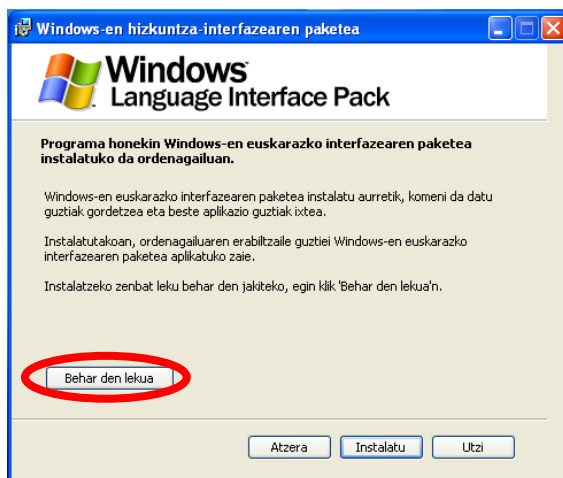 Windows-en hizkuntza-interfazearen paketea
Windows
Language Interface Pack
Programa honekin Windows-en euskarazko interfazearen paketea
instalatuko da ordenagailuan.
Windows-en euskarazko interfazearen paketea instalatu aurretik, komeni da datu
guztiak gordetzea eta beste aplikazio guztiak ixtea.
Instalatutakoan, ordenagailuaren erabiltzaile guztiei Windows-en euskarazko
interfazearen paketea aplikatuko zaie.
Instalatzeko zenbat leku behar den jakiteko, egin klik 'Behar den lekua'n.
Behar den lekua
Atzera Instalatu Utzi